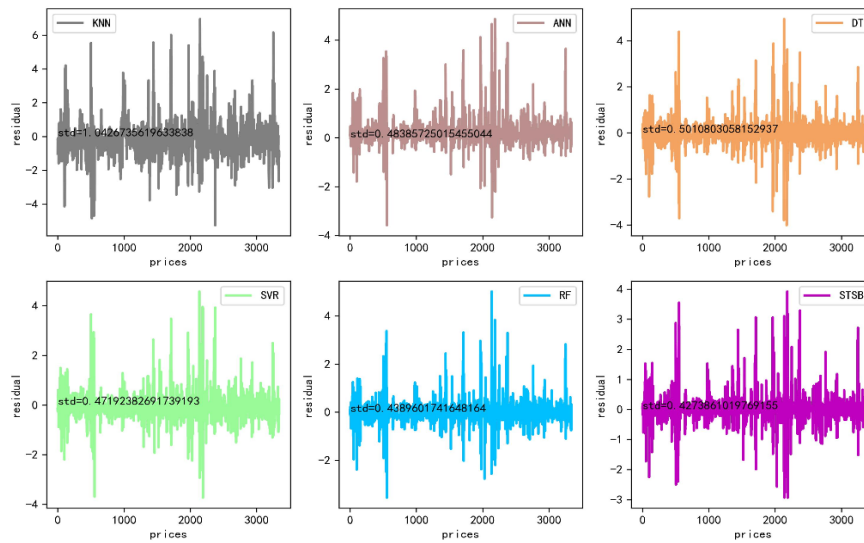 KNN
residual
6
4
2
0
−2
−4
std=1.0426735619633838
0
1000
2000
3000
prices
ANN
residual
4
2
0
−2
−4
std=0.48385725015455044
0
1000
2000
3000
prices
DT
residual
4
2
0
−2
−4
std=0.5010803058152937
0
1000
2000
3000
prices
SVR
residual
4
2
0
−2
−4
std=0.47192382691739193
0
1000
2000
3000
prices
RF
residual
4
2
0
−2
std=0.4389601741648164
0
1000
2000
3000
prices
STSB
residual
4
3
2
1
0
−1
−2
−3
std=0.4273861019769155
0
1000
2000
3000
prices